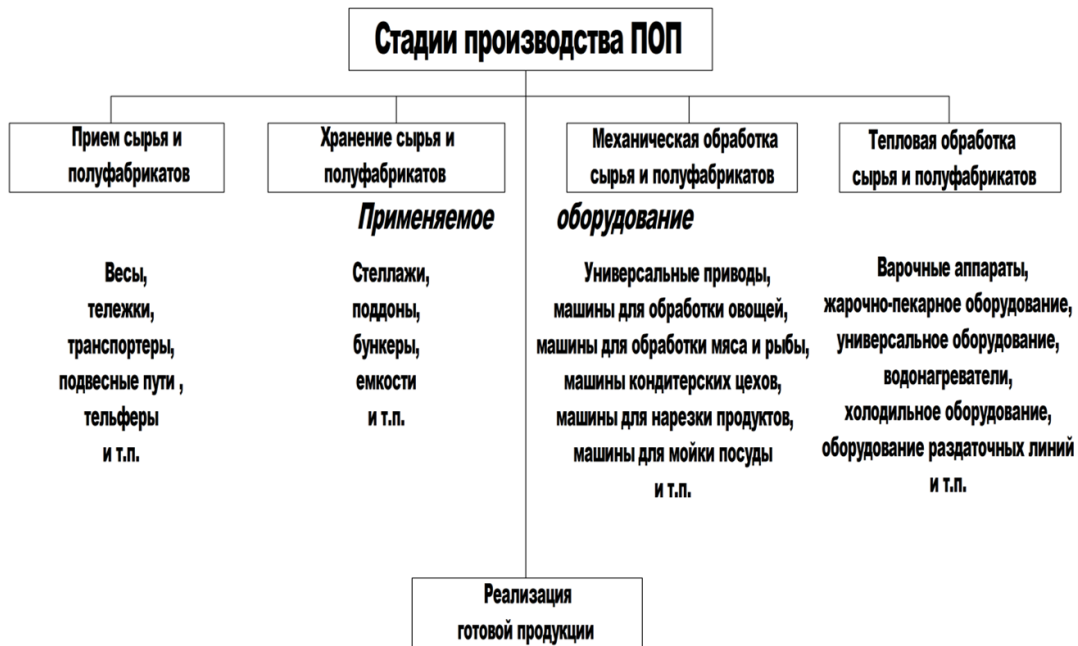 Стадии производства ПОП
Прием сырья и
полуфабрикатов
Хранение сырья и
полуфабрикатов
Механическая обработка
сырья и полуфабрикатов
Тепловая обработка
сырья и полуфабрикатов
Применяемое оборудование
Весы,
тележки,
транспортеры,
подвесные пути ,
тельферы
и т.п.
Стеллажи,
поддоны,
бункеры,
емкости
и т.п.
Универсальные приводы,
машины для обработки овощей,
машины для обработки мяса и рыбы,
машины кондитерских цехов,
машины для нарезки продуктов,
машины для мойки посуды
и т.п.
Варочные аппараты,
жарочно-пекарное оборудование,
универсальное оборудование,
водонагреватели,
холодильное оборудование,
оборудование раздаточных линий
и т.п.
Реализация
готовой продукции